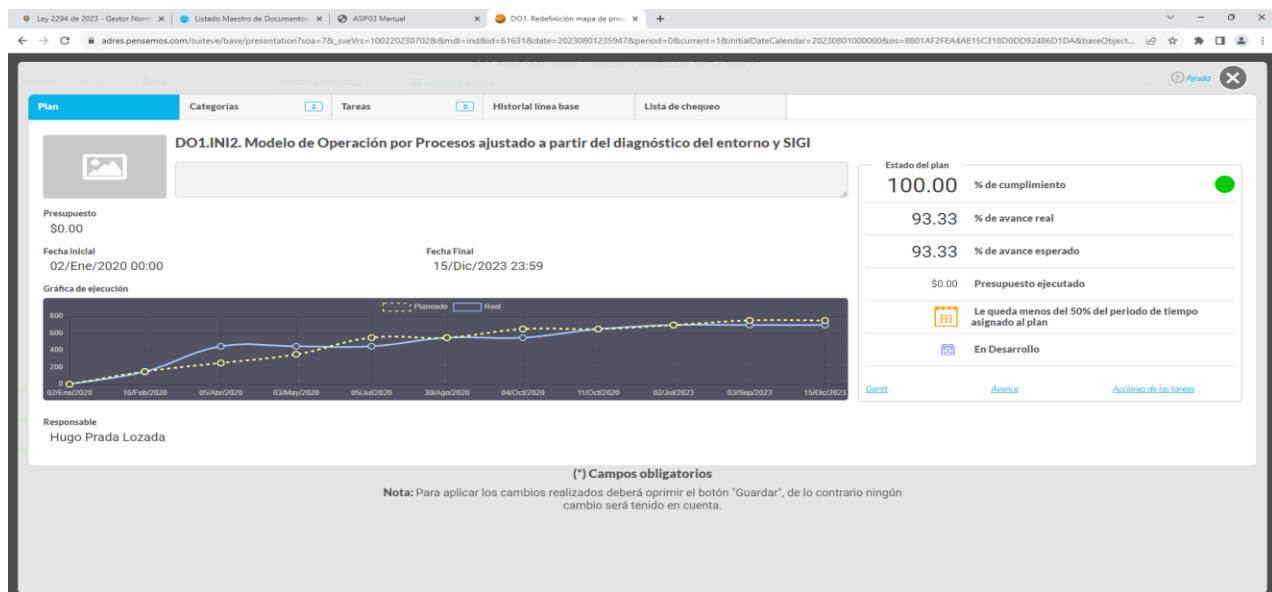 Ley 2294 de 2023 - Gestor Norm
Listado Maestro de Documentos
ASIF03 Manual
DO1. Redefinición mapa de proc
adres.pensemos.com/suiteve/base/presentation?soa=7&_sveVrs=100220230702&&mdl=ind&id=61631&date=20230801235947&period=0&current=1&initialDateCalendar=20230801000000&os=8801AF2FEA4AE15C318D0DD92486D1DA&baseObject...
Ayuda
Plan
Categorías 2
Tareas 0
Historial línea base
Lista de chequeo
DO1.INI2. Modelo de Operación por Procesos ajustado a partir del diagnóstico del entorno y SIGI
Presupuesto
$0.00
Fecha Inicial
02/Ene/2020 00:00
Fecha Final
15/Dic/2023 23:59
Gráfica de ejecución
Planeado Real
800
600
400
200
0
02/Ene/2020 16/Feb/2020 05/Abr/2020 03/May/2020 05/Jul/2020 30/Ago/2020 04/Oct/2020 11/Oct/2020 02/Jul/2023 03/Sep/2023 15/Dic/2023
Responsable
Hugo Prada Lozada
Estado del plan
100.00 % de cumplimiento
93.33 % de avance real
93.33 % de avance esperado
$0.00 Presupuesto ejecutado
Le queda menos del 50% del periodo de tiempo
asignado al plan
En Desarrollo
Gantt Avance Acciones de las tareas
(*) Campos obligatorios
Nota: Para aplicar los cambios realizados deberá oprimir el botón "Guardar", de lo contrario ningún
cambio será tenido en cuenta.